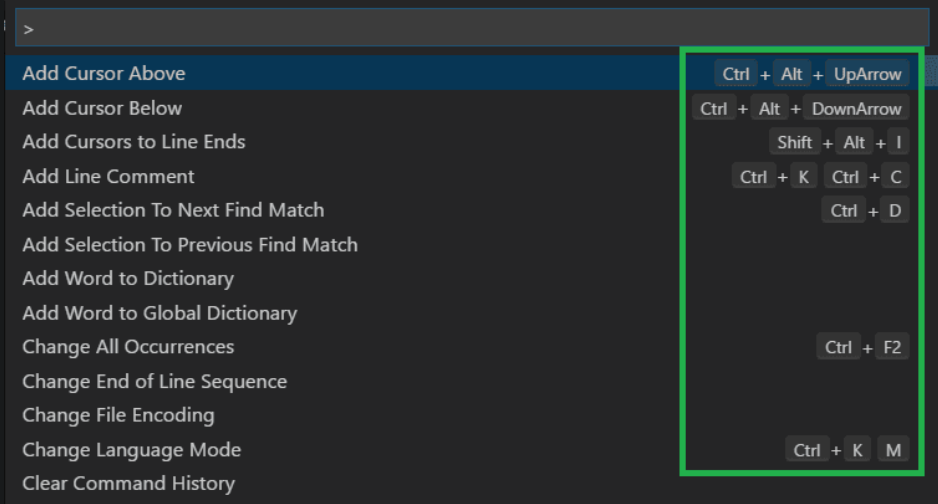 >
Add Cursor Above Ctrl + Alt + UpArrow
Add Cursor Below Ctrl + Alt + DownArrow
Add Cursors to Line Ends Shift + Alt + I
Add Line Comment Ctrl + K Ctrl + C
Add Selection To Next Find Match Ctrl + D
Add Selection To Previous Find Match
Add Word to Dictionary
Add Word to Global Dictionary
Change All Occurrences Ctrl + F2
Change End of Line Sequence
Change File Encoding
Change Language Mode Ctrl + K M
Clear Command History